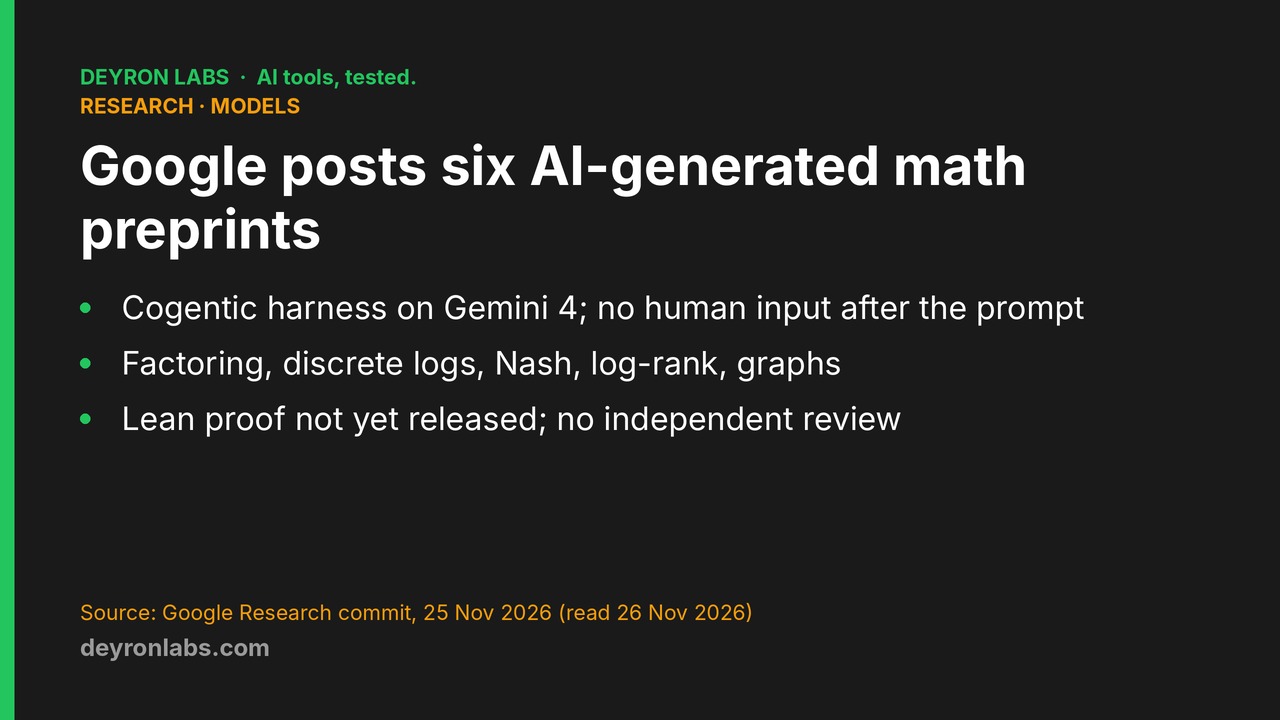 DEYRON LABS · AI tools, tested.
RESEARCH · MODELS
Google posts six AI-generated math
preprints
• Cogentic harness on Gemini 4; no human input after the prompt
• Factoring, discrete logs, Nash, log-rank, graphs
• Lean proof not yet released; no independent review
Source: Google Research commit, 25 Nov 2026 (read 26 Nov 2026)
deyronlabs.com